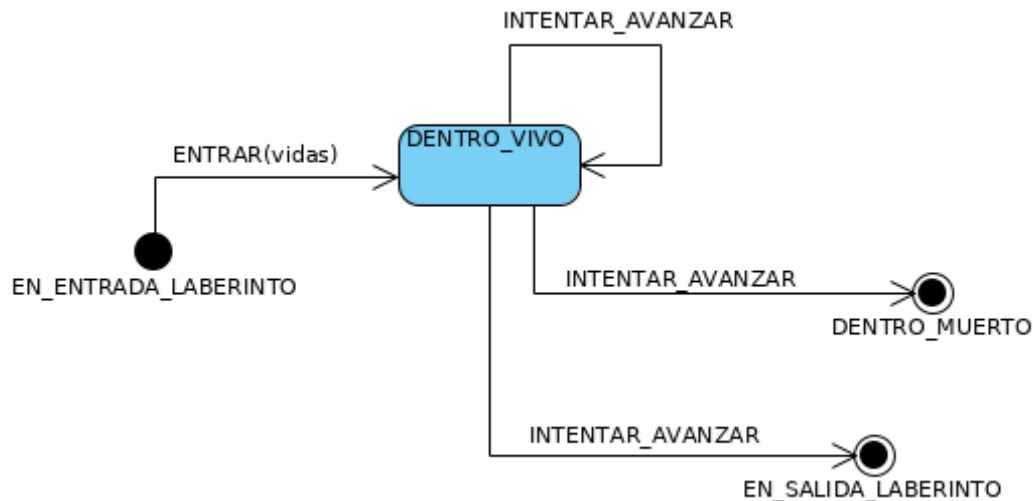 INTENTAR_AVANZAR
DENTRO_VIVO
ENTRAR(vidas)
EN_ENTRADA_LABERINTO
INTENTAR_AVANZAR
DENTRO_MUERTO
INTENTAR_AVANZAR
EN_SALIDA_LABERINTO